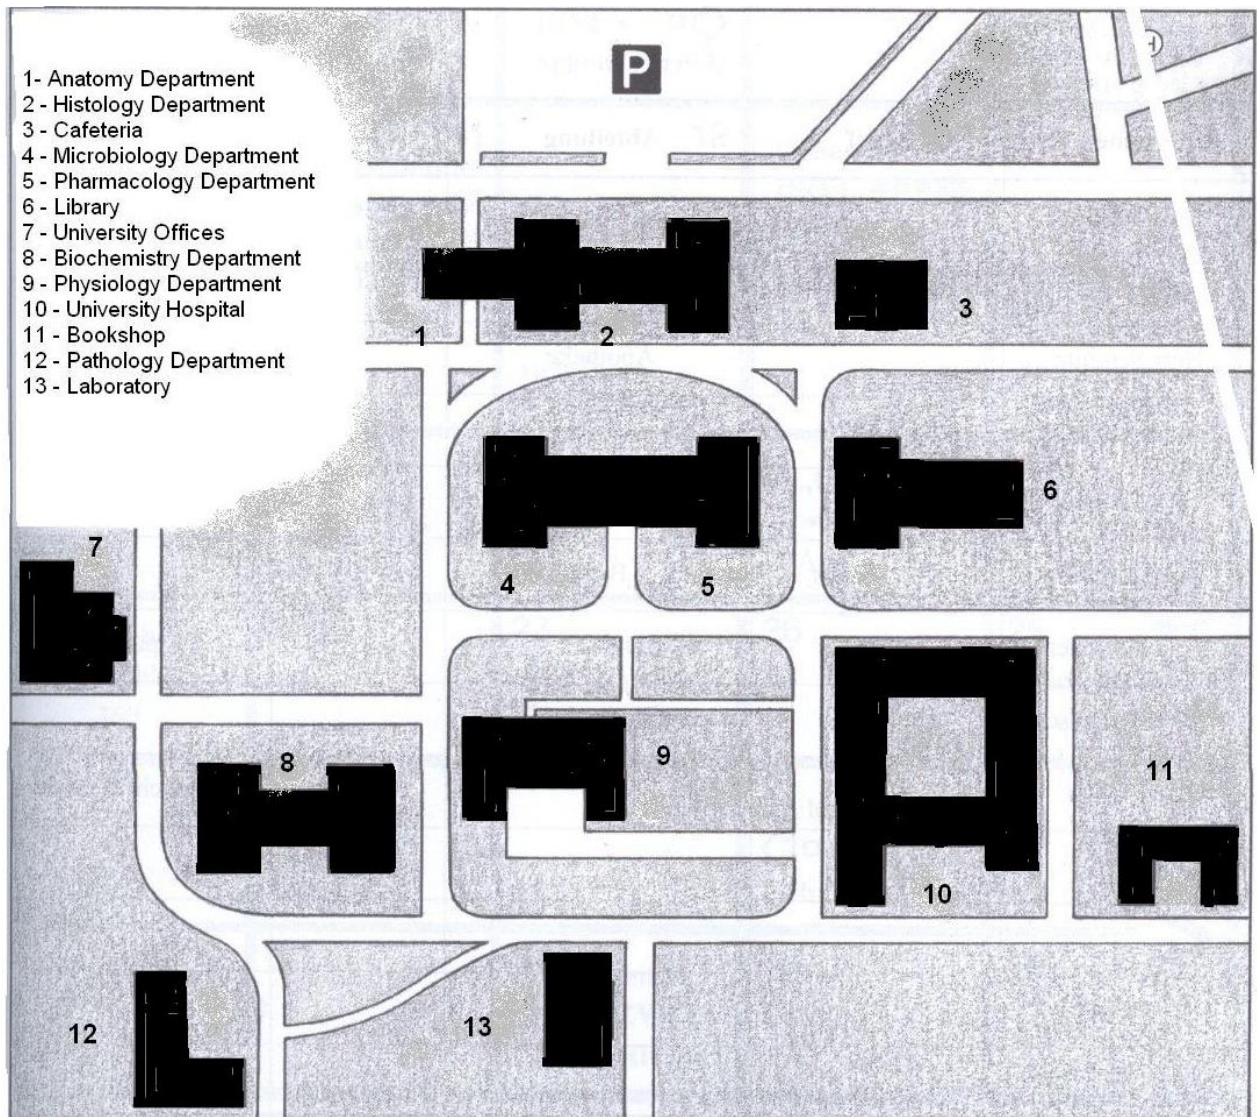 P
H
1- Anatomy Department
2 - Histology Department
3 - Cafeteria
4 - Microbiology Department
5 - Pharmacology Department
6 - Library
7 - University Offices
8 - Biochemistry Department
9 - Physiology Department
10 - University Hospital
11 - Bookshop
12 - Pathology Department
13 - Laboratory
Abteilung
1
2
3
4
5
6
7
8
9
10
11
12
13